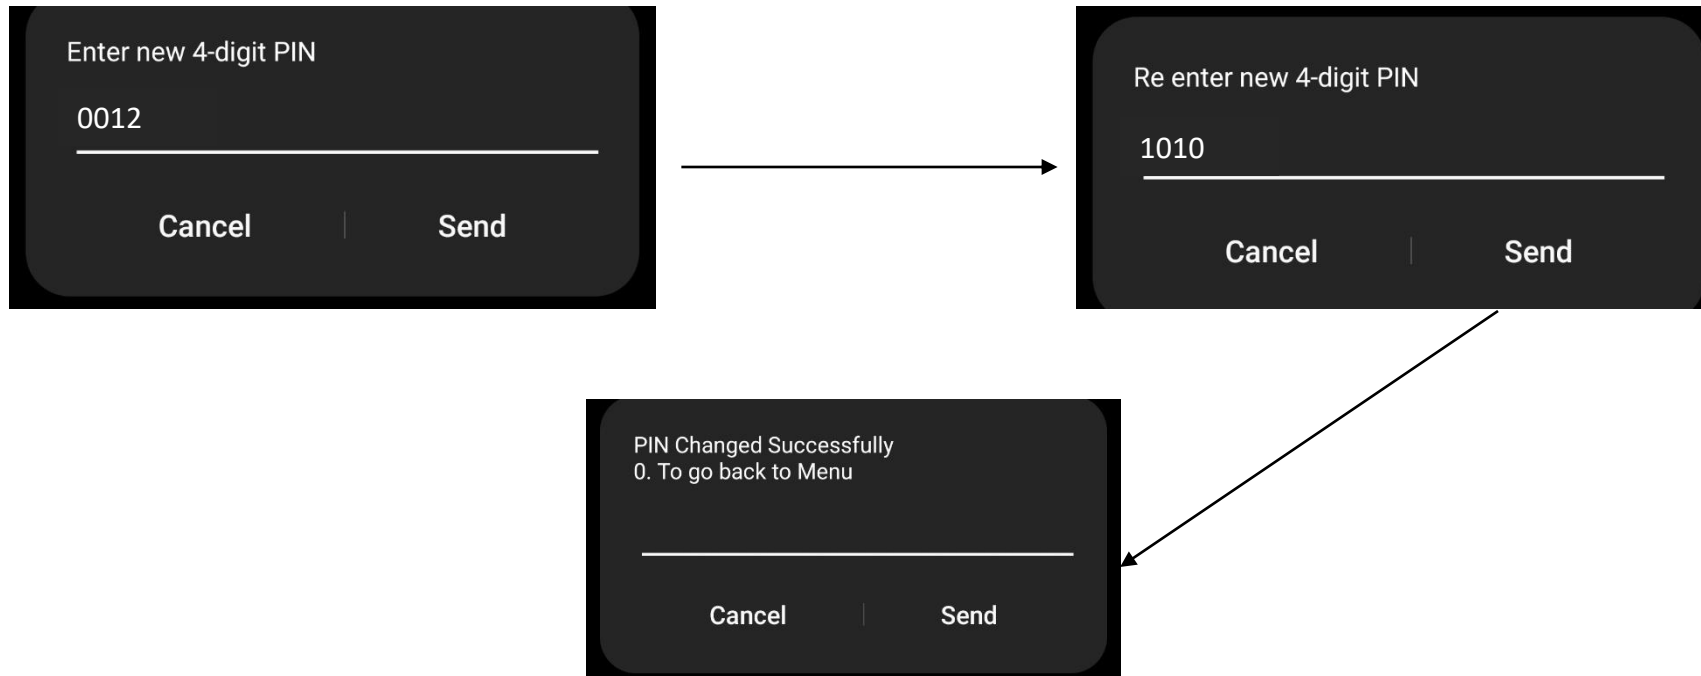 Enter new 4-digit PIN
0012
Cancel
Send
Re enter new 4-digit PIN
1010
Cancel
Send
PIN Changed Successfully
0. To go back to Menu
Cancel
Send